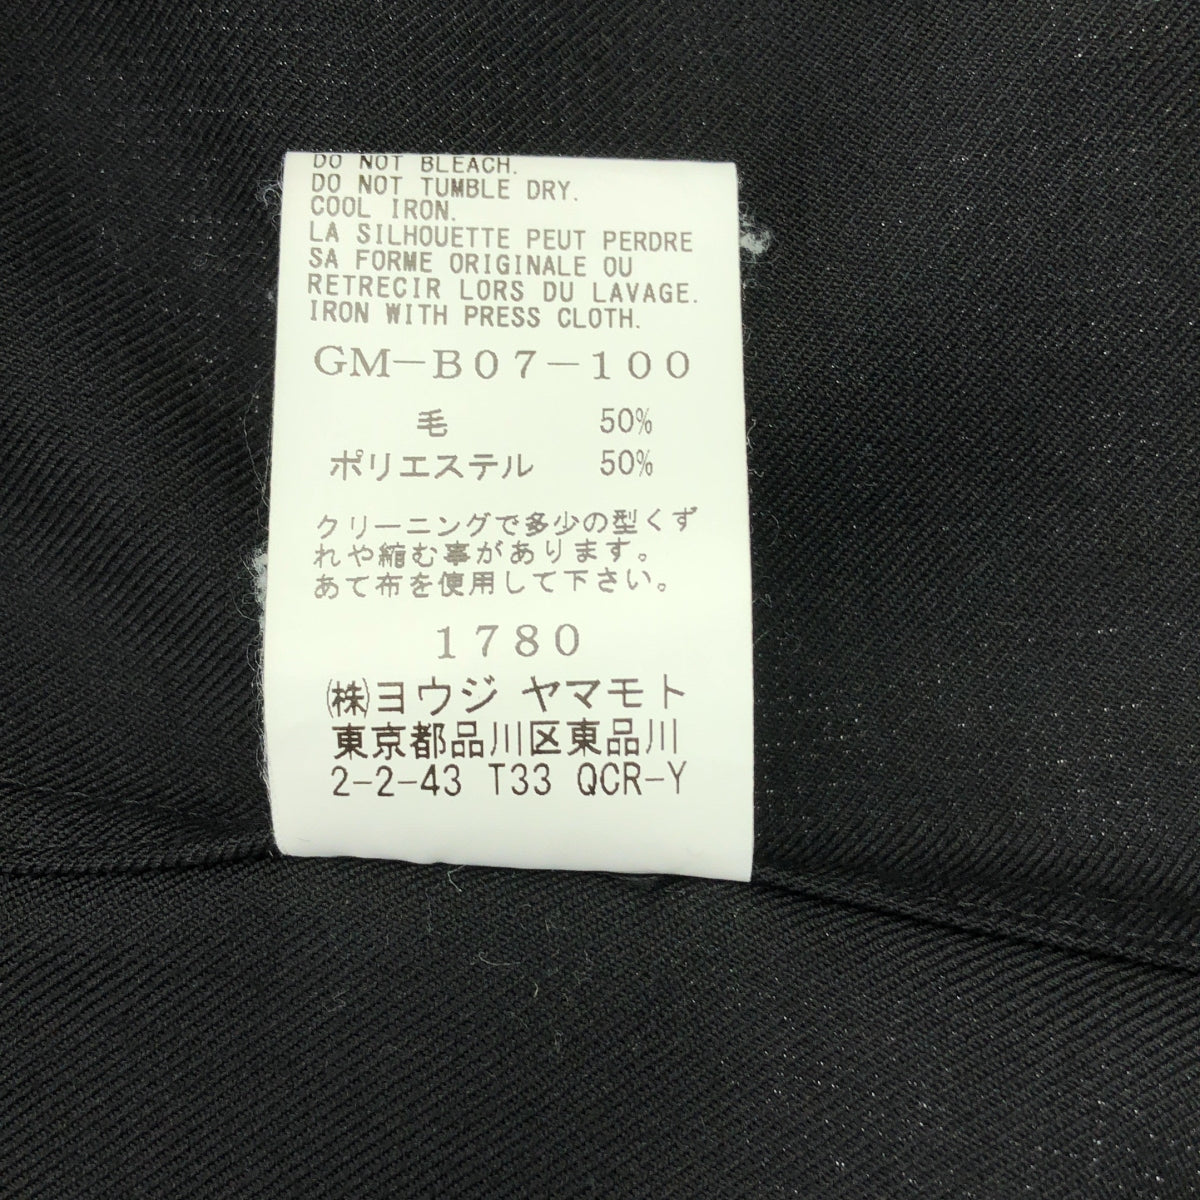 DO NOT BLEACH.
DO NOT TUMBLE DRY.
COOL IRON.
LA SILHOUETTE PEUT PERDRE
SA FORME ORIGINALE OU
RETRECIR LORS DU LAVAGE.
IRON WITH PRESS CLOTH.
GM-B07-100
毛 50%
ポリエステル 50%
クリーニングで多少の型くず
れや縮む事があります。
あて布を使用して下さい。
1780
㈱ヨウジ ヤマモト
東京都品川区東品川
2-2-43 T33 QCR-Y